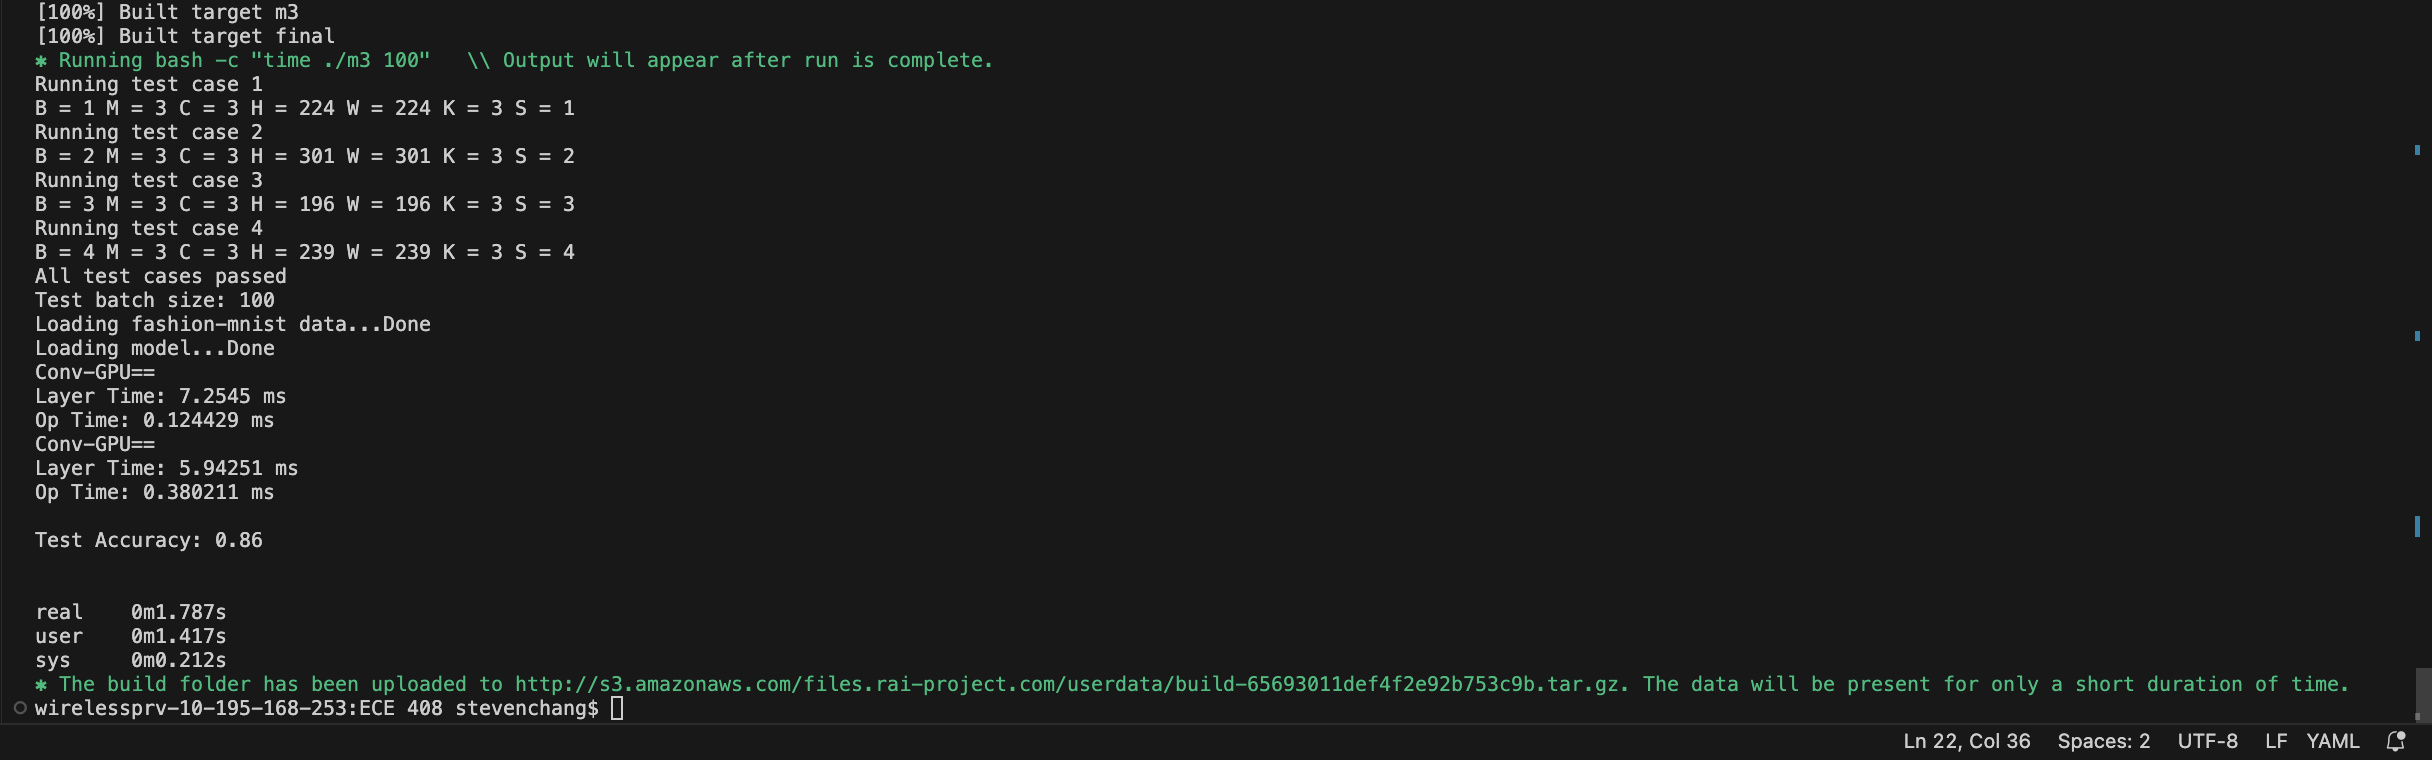 [100%] Built target m3
[100%] Built target final
✱ Running bash -c "time ./m3 100"   \\ Output will appear after run is complete.
Running test case 1
B = 1 M = 3 C = 3 H = 224 W = 224 K = 3 S = 1
Running test case 2
B = 2 M = 3 C = 3 H = 301 W = 301 K = 3 S = 2
Running test case 3
B = 3 M = 3 C = 3 H = 196 W = 196 K = 3 S = 3
Running test case 4
B = 4 M = 3 C = 3 H = 239 W = 239 K = 3 S = 4
All test cases passed
Test batch size: 100
Loading fashion-mnist data...Done
Loading model...Done
Conv-GPU==
Layer Time: 7.2545 ms
Op Time: 0.124429 ms
Conv-GPU==
Layer Time: 5.94251 ms
Op Time: 0.380211 ms
Test Accuracy: 0.86
real    0m1.787s
user    0m1.417s
sys     0m0.212s
✱ The build folder has been uploaded to http://s3.amazonaws.com/files.rai-project.com/userdata/build-65693011def4f2e92b753c9b.tar.gz. The data will be present for only a short duration of time.
wirelessprv-10-195-168-253:ECE 408 stevenchang$
Ln 22, Col 36   Spaces: 2   UTF-8   LF   YAML